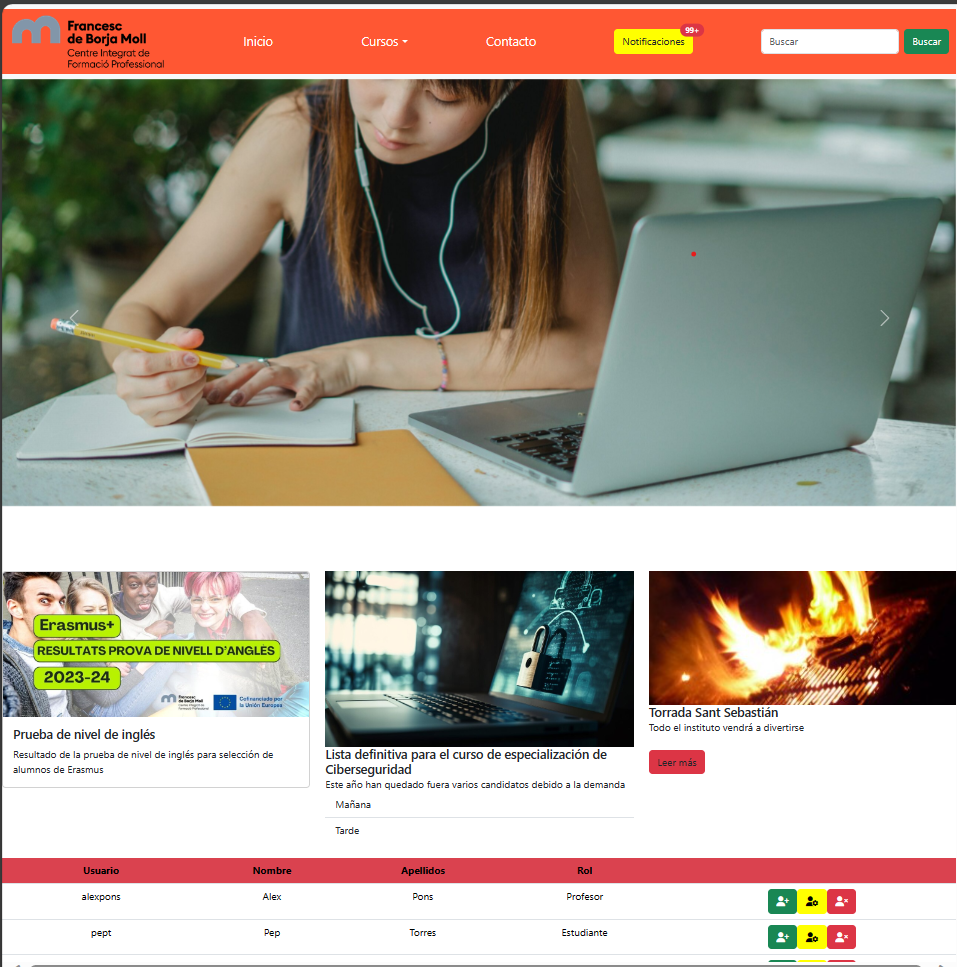 Francesc
de Borja Moll
Centre Integrat de
Formació Professional
Inicio
Cursos
Contacto
Notificaciones
99+
Buscar
Buscar
Erasmus+
RESULTATS PROVA DE NIVELL D'ANGLÈS
2023-24
Francesc
de Borja Moll
Centre Integrat de
Formació Professional
Cofinanciado por
la Unión Europea
Prueba de nivel de inglés
Resultado de la prueba de nivel de inglés para selección de
alumnos de Erasmus
Lista definitiva para el curso de especialización de
Ciberseguridad
Este año han quedado fuera varios candidatos debido a la demanda
Mañana
Tarde
Torrada Sant Sebastián
Todo el instituto vendrá a divertirse
Leer más
Usuario Nombre Apellidos Rol
alexpons Alex Pons Profesor
pept Pep Torres Estudiante